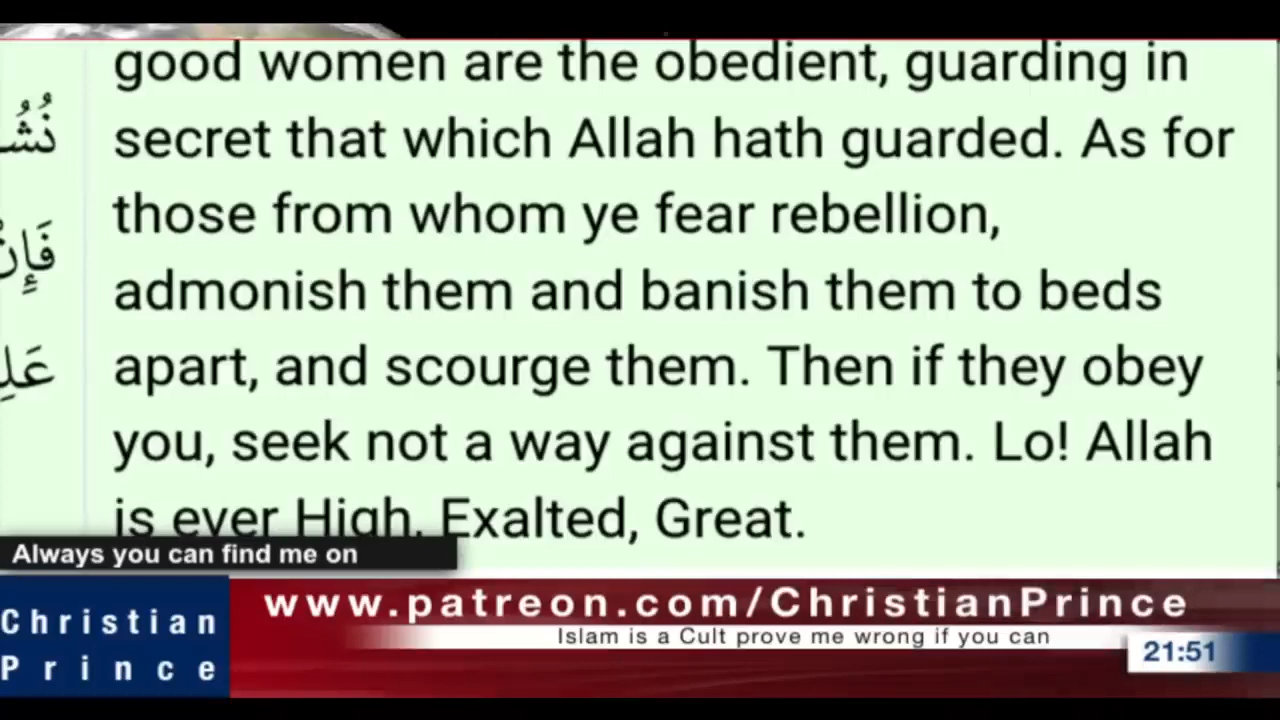 good women are the obedient, guarding in
secret that which Allah hath guarded. As for
نُشُ
those from whom ye fear rebellion,
فَإِنْ
admonish them and banish them to beds
عَلِ
apart, and scourge them. Then if they obey
you, seek not a way against them. Lo! Allah
is ever High, Exalted, Great.
Always you can find me on
www.patreon.com/ChristianPrince
Christian
Prince
Islam is a Cult prove me wrong if you can
21:51